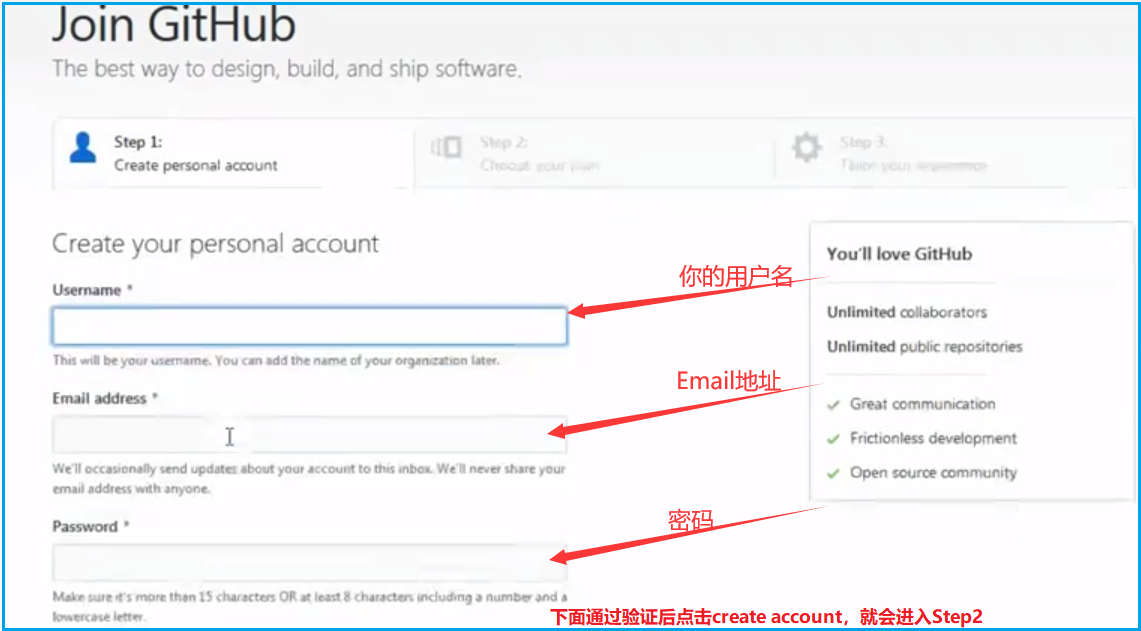 Join GitHub
The best way to design, build, and ship software.
Step 1:
Create personal account
Step 2:
Choose your plan
Step 3:
Tailor your experience
Create your personal account
Username *
This will be your username. You can add the name of your organization later.
Email address *
We'll occasionally send updates about your account to this inbox. We'll never share your
email address with anyone.
Password *
Make sure it's more than 15 characters OR at least 8 characters including a number and a
lowercase letter.
你的用户名
Email地址
密码
You'll love GitHub
Unlimited collaborators
Unlimited public repositories
Great communication
Frictionless development
Open source community
下面通过验证后点击create account，就会进入Step2